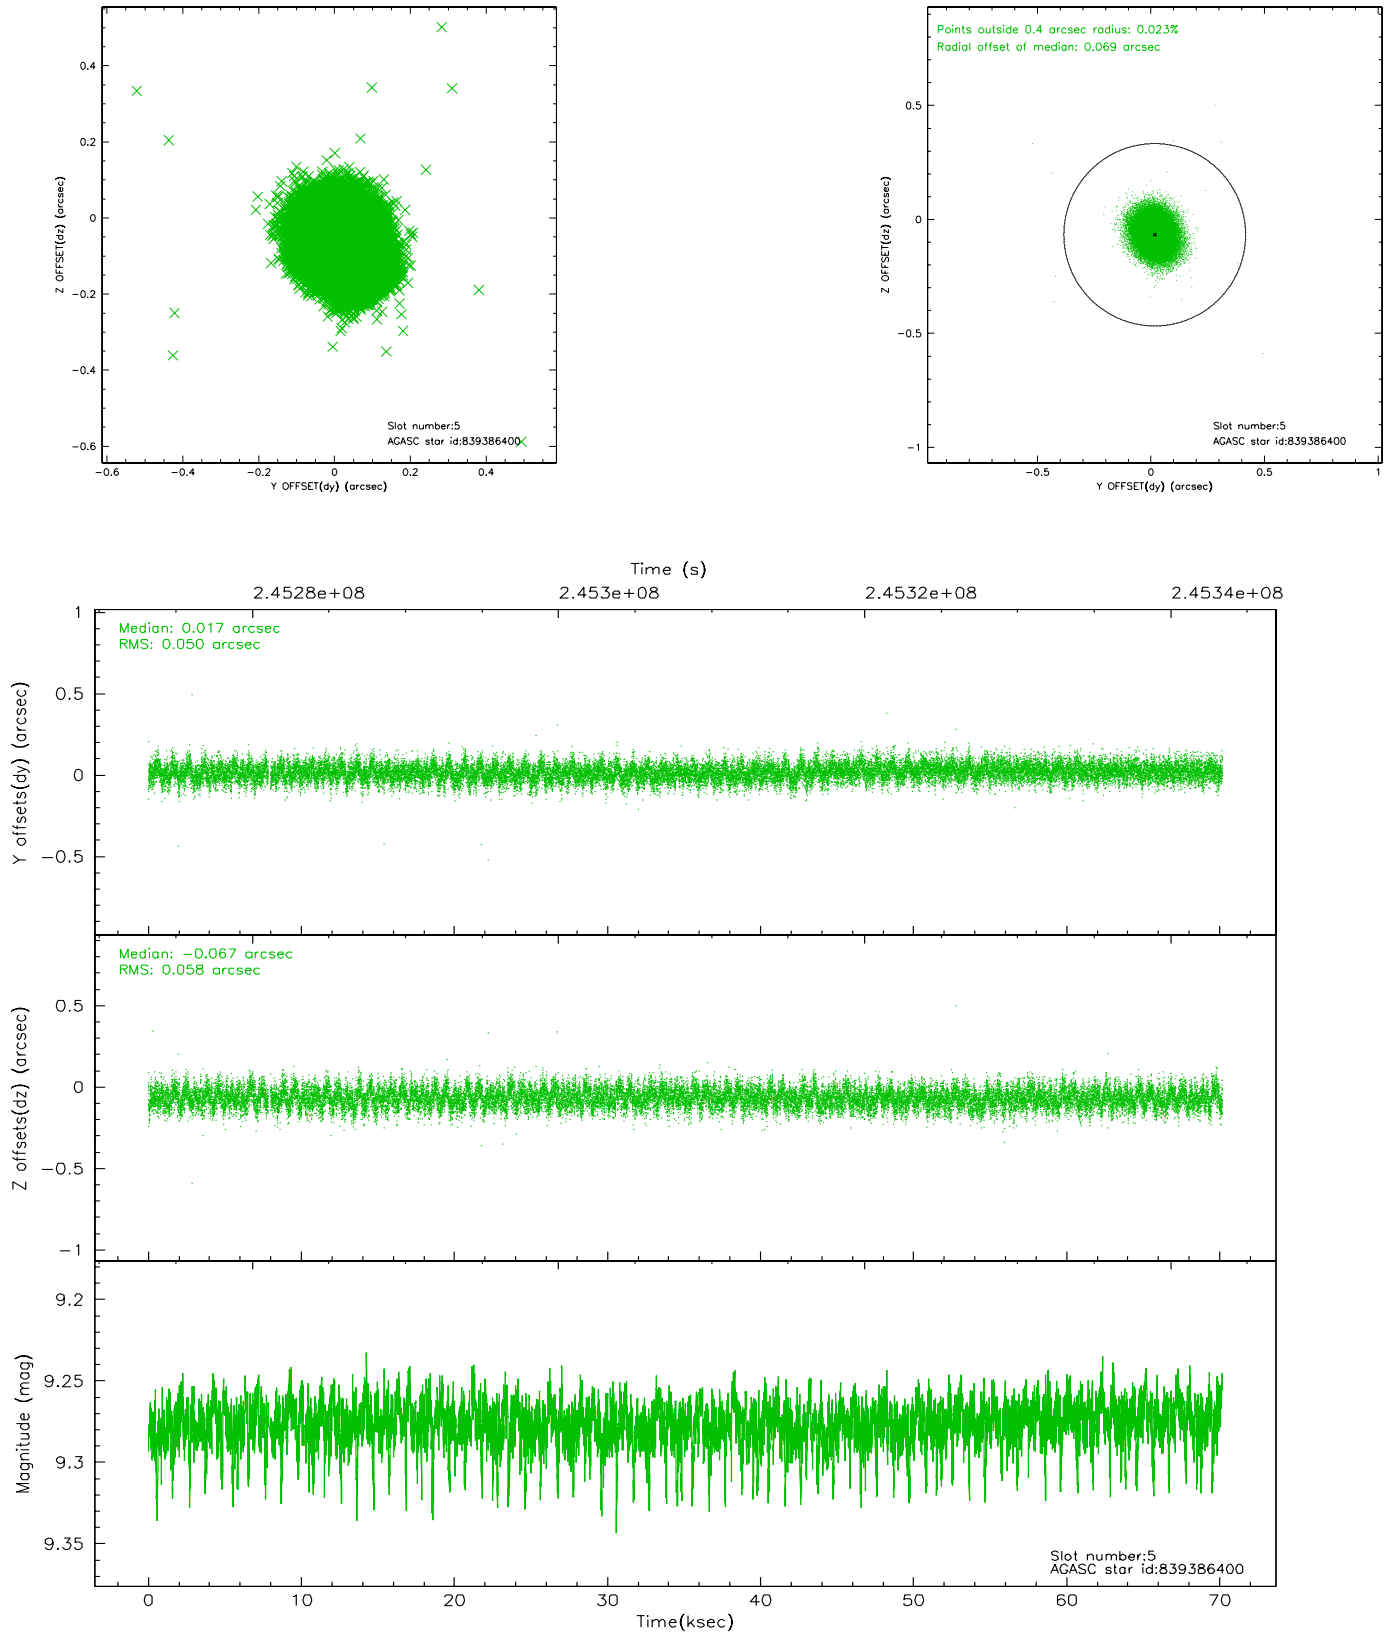 0.4
0.2
0
−0.2
−0.4
−0.6
Z OFFSET(dz) (arcsec)
Slot number:5
AGASC star id:839386400
−0.6 −0.4 −0.2 0 0.2 0.4
Y OFFSET(dy) (arcsec)
Points outside 0.4 arcsec radius: 0.023%
Radial offset of median: 0.069 arcsec
0.5
0
−0.5
−1
Z OFFSET(dz) (arcsec)
Slot number:5
AGASC star id:839386400
−0.5 0 0.5 1
Y OFFSET(dy) (arcsec)
Time (s)
2.4528e+08 2.453e+08 2.4532e+08 2.4534e+08
Median: 0.017 arcsec
RMS: 0.050 arcsec
1
0.5
0
−0.5
Y offsets(dy) (arcsec)
Median: −0.067 arcsec
RMS: 0.058 arcsec
0.5
0
−0.5
−1
Z offsets(dz) (arcsec)
9.2
9.25
9.3
9.35
Magnitude (mag)
Slot number:5
AGASC star id:839386400
0 10 20 30 40 50 60 70
Time(ksec)